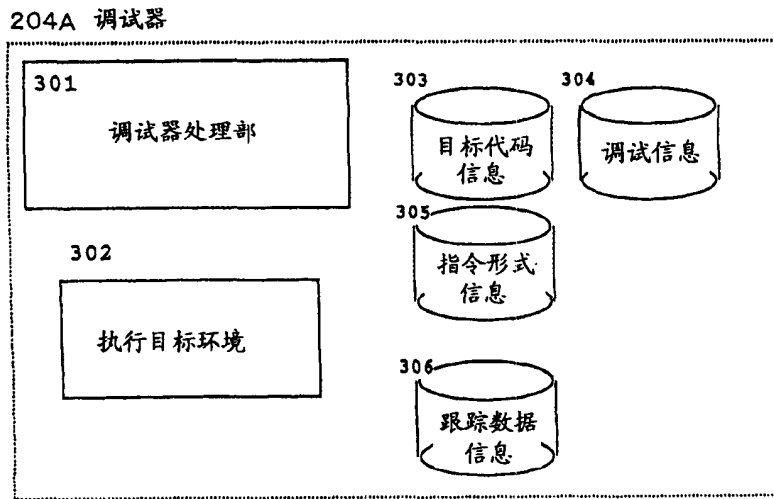 204A 调试器
301
调试器处理部
302
执行目标环境
303
目标代码
信息
304
调试信息
305
指令形式
信息
306
跟踪数据
信息